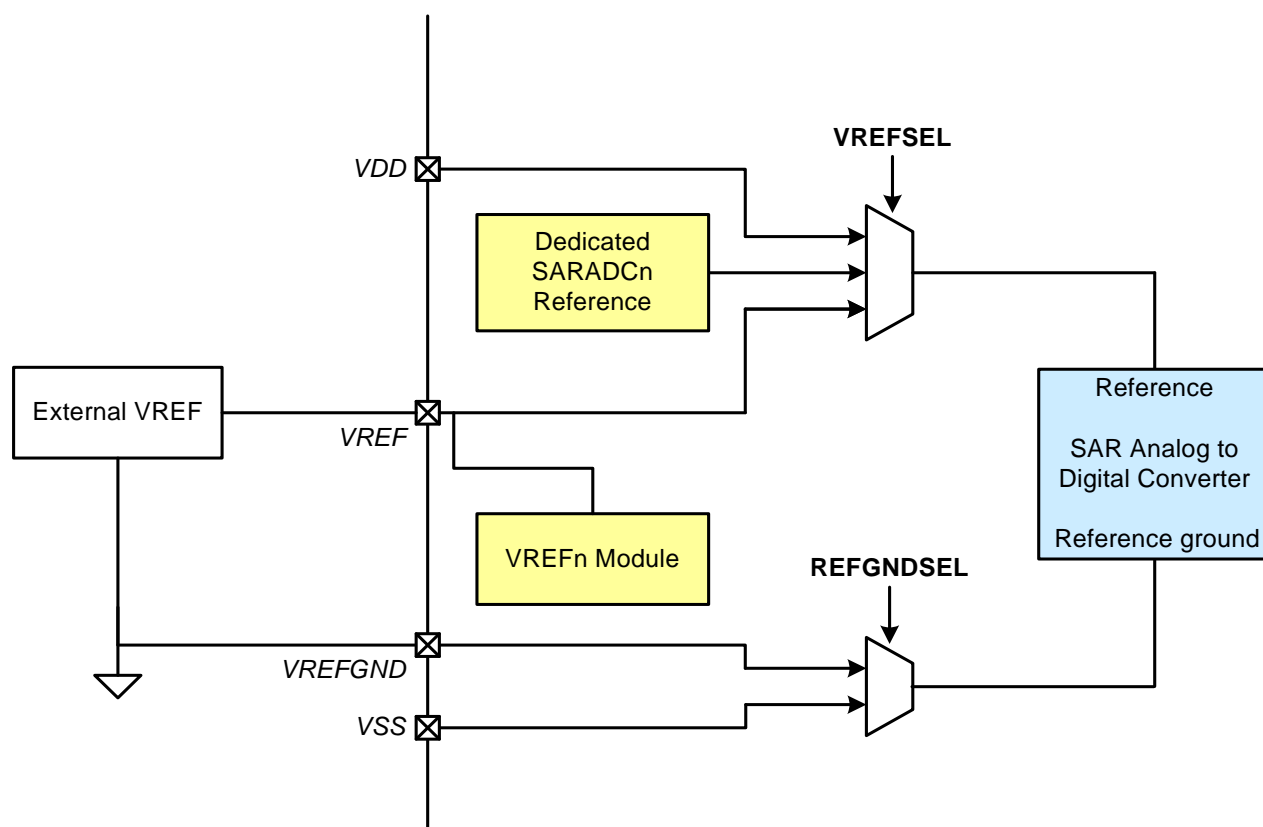 VREFSEL
VDD
Dedicated
SARADCn
Reference
External VREF
VREF
Reference
SAR Analog to
Digital Converter
Reference ground
VREFn Module
REFGNDSEL
VREFGND
VSS